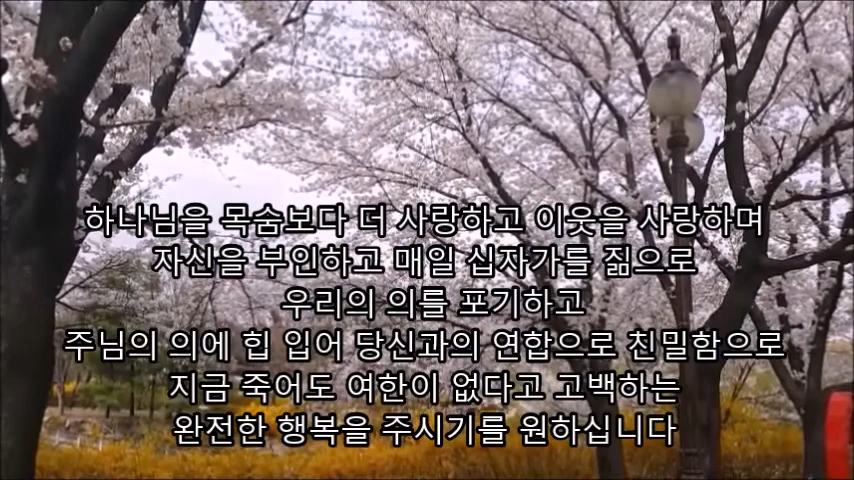 하나님을 목숨보다 더 사랑하고 이웃을 사랑하며
자신을 부인하고 매일 십자가를 짊으로
우리의 의를 포기하고
주님의 의에 힙 입어 당신과의 연합으로 친밀함으로
지금 죽어도 여한이 없다고 고백하는
완전한 행복을 주시기를 원하십니다